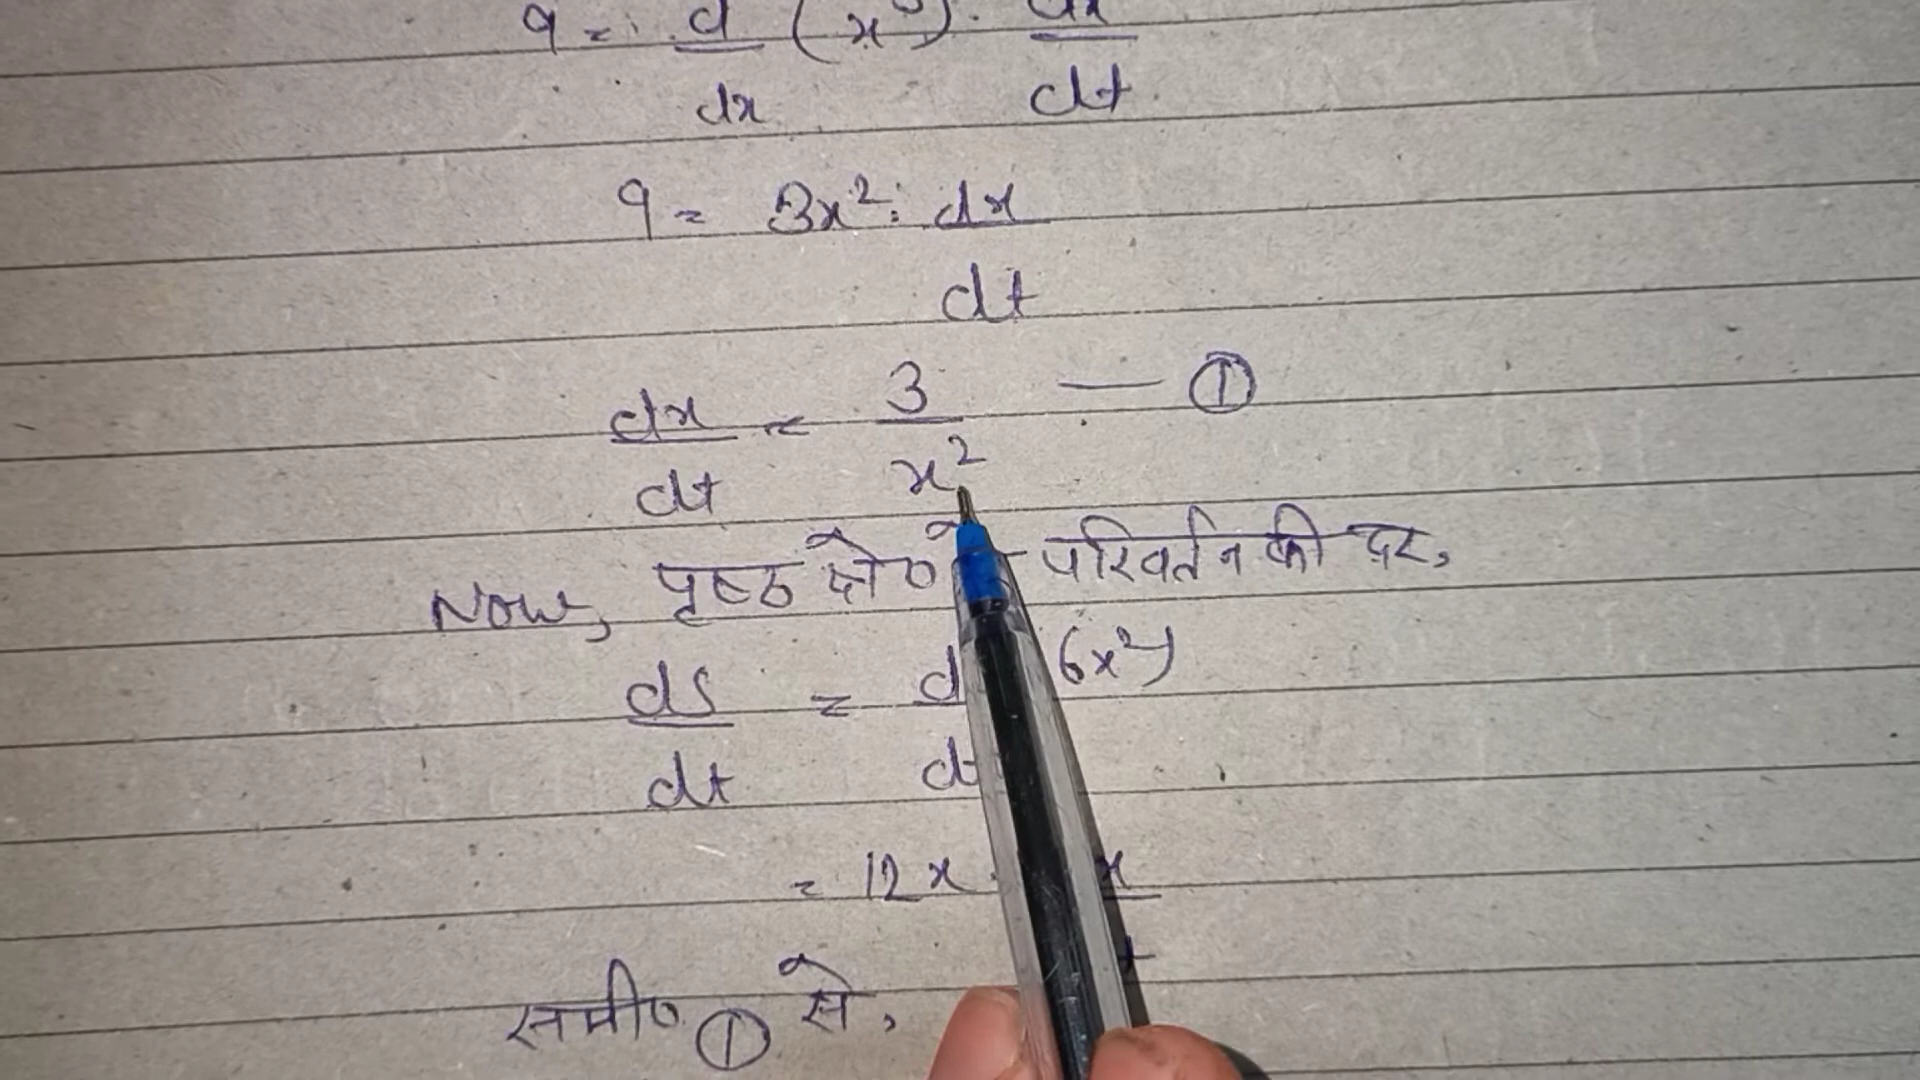 9 = d/dx (x³) · dx/dt
9 = 3x² · dx/dt
dx/dt = 3/x² — ①
Now, पृष्ठ क्षे० परिवर्तन की दर,
dS/dt = d/dt 6x²)
= 12x · x
समी० ① से,